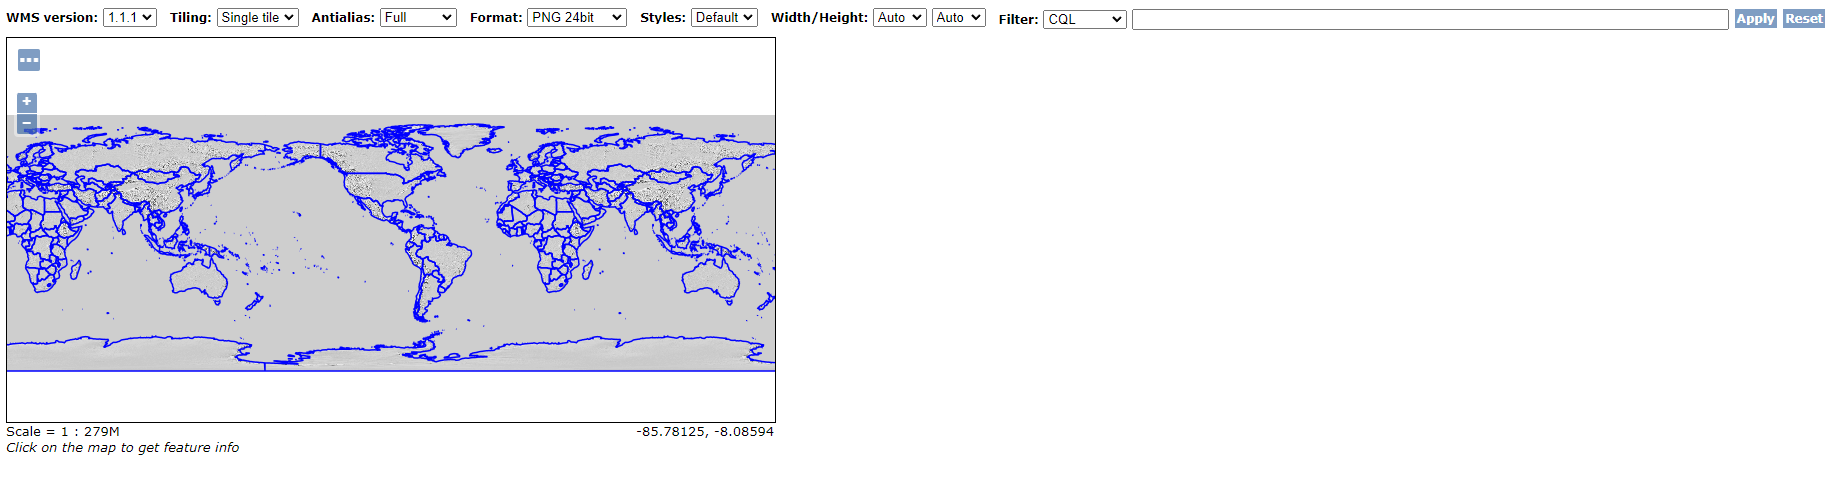 WMS version: 1.1.1 Tiling: Single tile Antialias: Full Format: PNG 24bit Styles: Default Width/Height: Auto Auto Filter: CQL Apply Reset
...
+
−
Scale = 1 : 279M -85.78125, -8.08594
Click on the map to get feature info